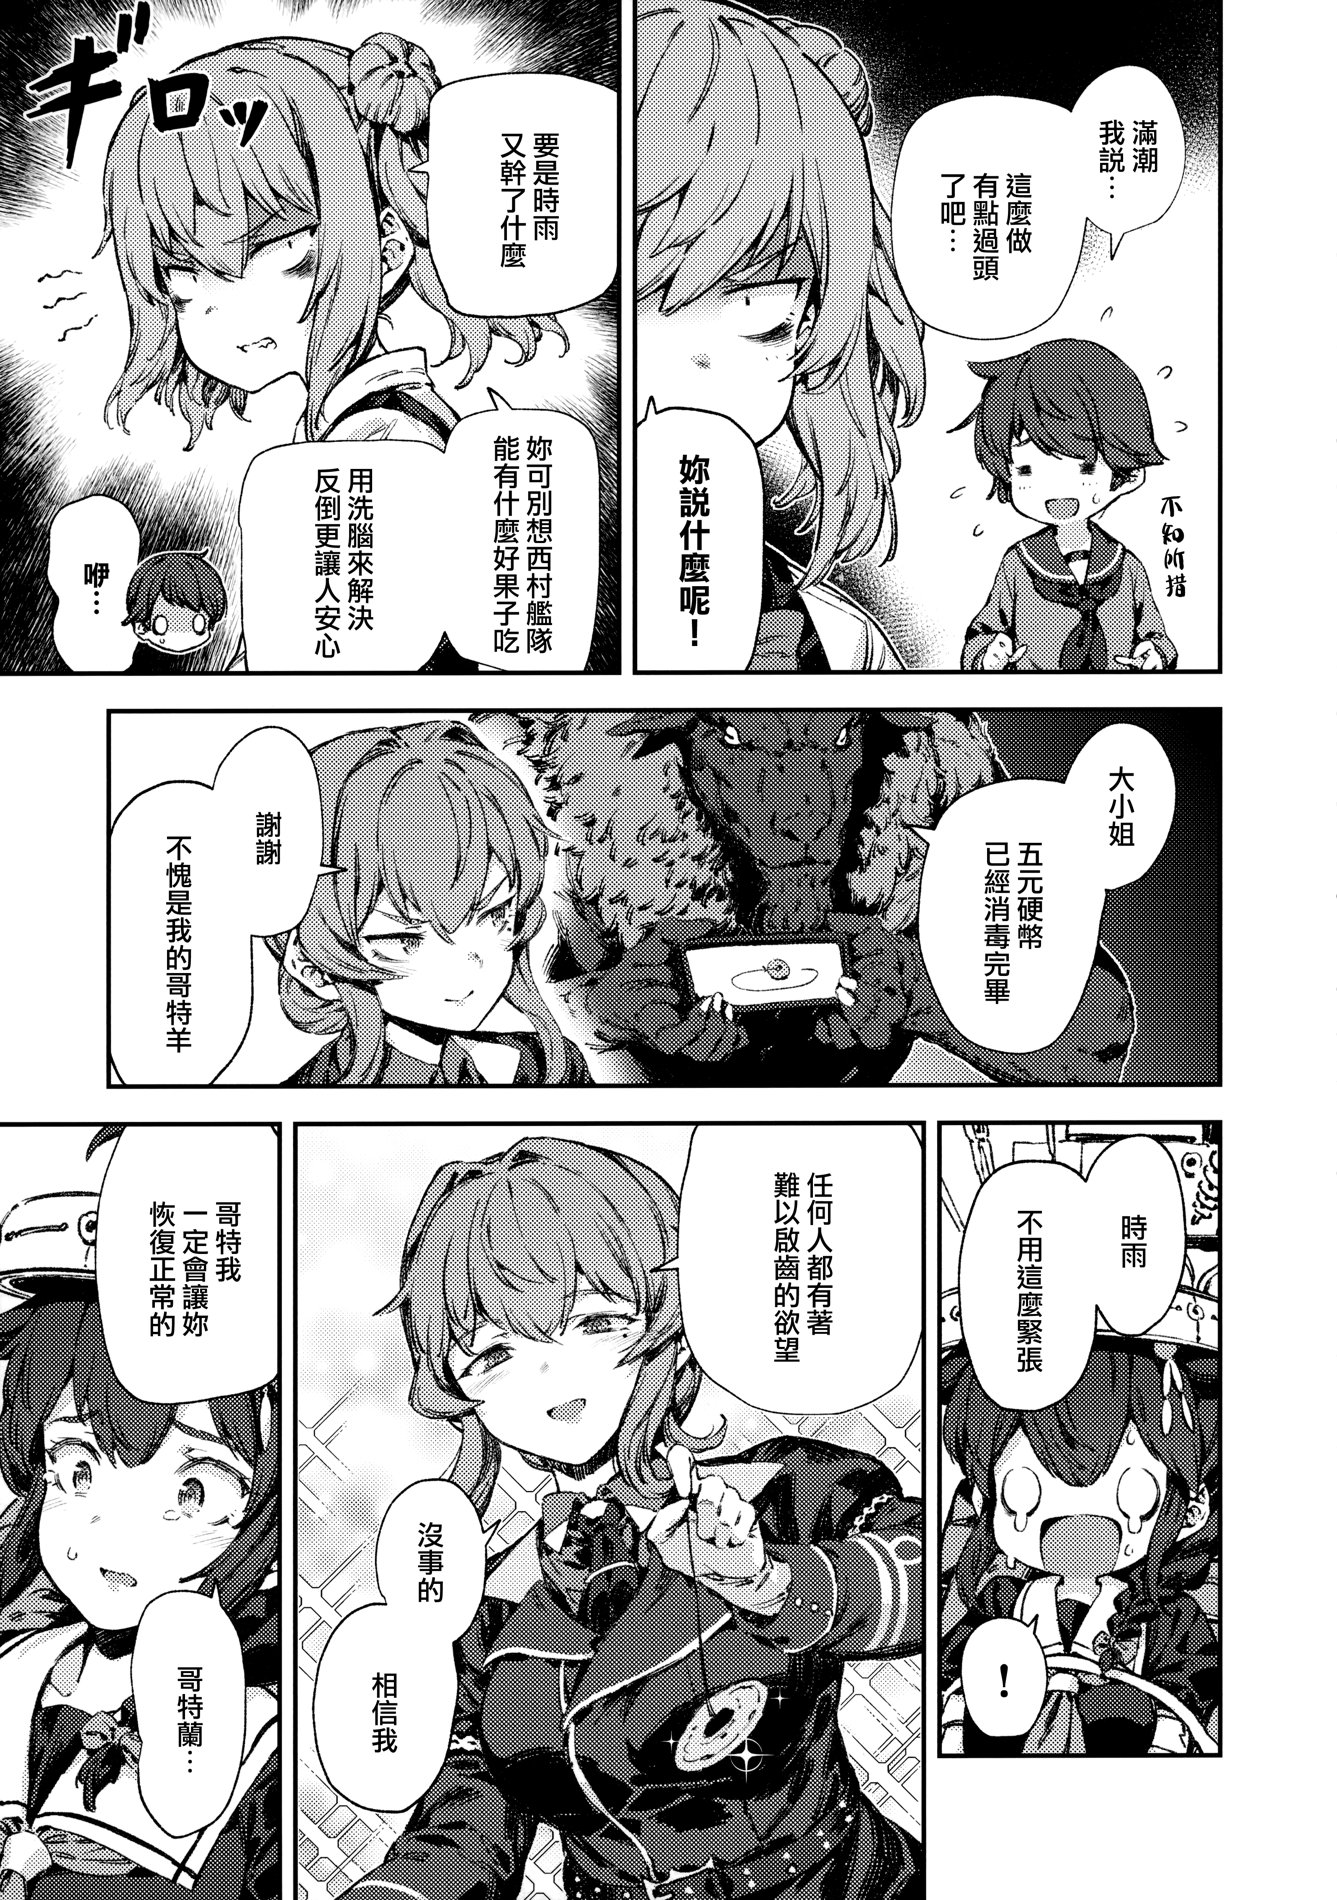 滿潮
我説…
這麼做
有點過頭
了吧…
不知所措
妳説什麼呢！
要是時雨
又幹了什麼
ギロッ
妳可別想西村艦隊
能有什麼好果子吃
用洗腦來解決
反倒更讓人安心
咿…
大小姐
五元硬幣
已經消毒完畢
謝謝
不愧是我的哥特羊
時雨
不用這麼緊張
！
任何人都有著
難以啟齒的欲望
沒事的
相信我
哥特我
一定會讓妳
恢復正常的
哥特蘭…